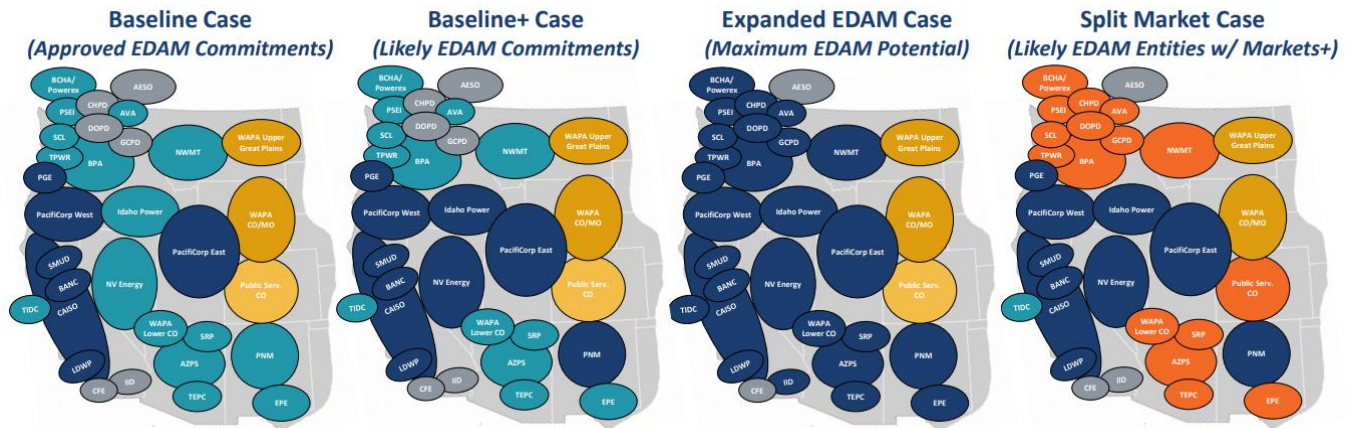 Baseline Case
(Approved EDAM Commitments)
BCHA/
Powerex
AESO
CHPD
PSEI
AVA
DOPD
SCL
GCPD
WAPA Upper
Great Plains
NWMT
TPWR
BPA
PGE
PacifiCorp West
Idaho Power
WAPA
CO/MO
PacifiCorp East
SMUD
BANC
NV Energy
Public Serv.
CO
TIDC
CAISO
WAPA
Lower CO
SRP
PNM
AZPS
LDWP
CFE
IID
TEPC
EPE
Baseline+ Case
(Likely EDAM Commitments)
BCHA/
Powerex
AESO
CHPD
PSEI
AVA
DOPD
SCL
GCPD
WAPA Upper
Great Plains
NWMT
TPWR
BPA
PGE
PacifiCorp West
Idaho Power
WAPA
CO/MO
PacifiCorp East
SMUD
BANC
NV Energy
Public Serv.
CO
TIDC
CAISO
WAPA
Lower CO
SRP
PNM
AZPS
LDWP
CFE
IID
TEPC
EPE
Expanded EDAM Case
(Maximum EDAM Potential)
BCHA/
Powerex
AESO
CHPD
PSEI
AVA
DOPD
SCL
GCPD
WAPA Upper
Great Plains
NWMT
TPWR
BPA
PGE
PacifiCorp West
Idaho Power
WAPA
CO/MO
PacifiCorp East
SMUD
BANC
NV Energy
Public Serv.
CO
TIDC
CAISO
WAPA
Lower CO
SRP
PNM
AZPS
LDWP
CFE
IID
TEPC
EPE
Split Market Case
(Likely EDAM Entities w/ Markets+)
BCHA/
Powerex
AESO
CHPD
PSEI
AVA
DOPD
SCL
GCPD
WAPA Upper
Great Plains
NWMT
TPWR
BPA
PGE
PacifiCorp West
Idaho Power
WAPA
CO/MO
PacifiCorp East
SMUD
BANC
NV Energy
Public Serv.
CO
TIDC
CAISO
WAPA
Lower CO
SRP
PNM
AZPS
LDWP
CFE
IID
TEPC
EPE